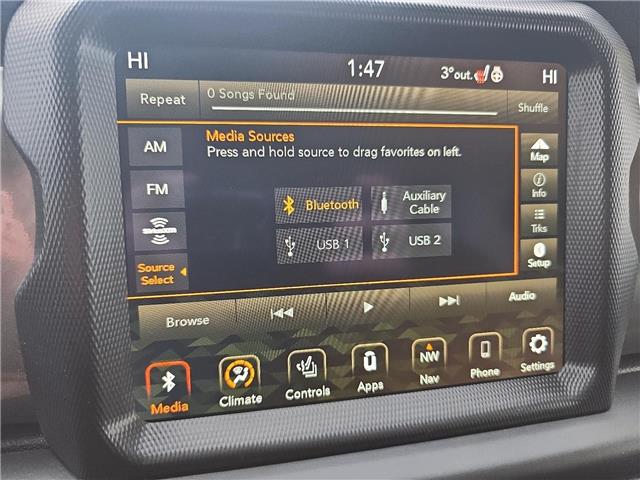 HI 1:47 3°out. HI
Repeat 0 Songs Found Shuffle
Media Sources
Press and hold source to drag favorites on left.
AM
FM
Source
Select
Bluetooth
Auxiliary
Cable
USB 1
USB 2
Map
Info
Trks
Setup
Browse Audio
Media
Climate
Controls
Apps
NW
Nav
Phone
Settings